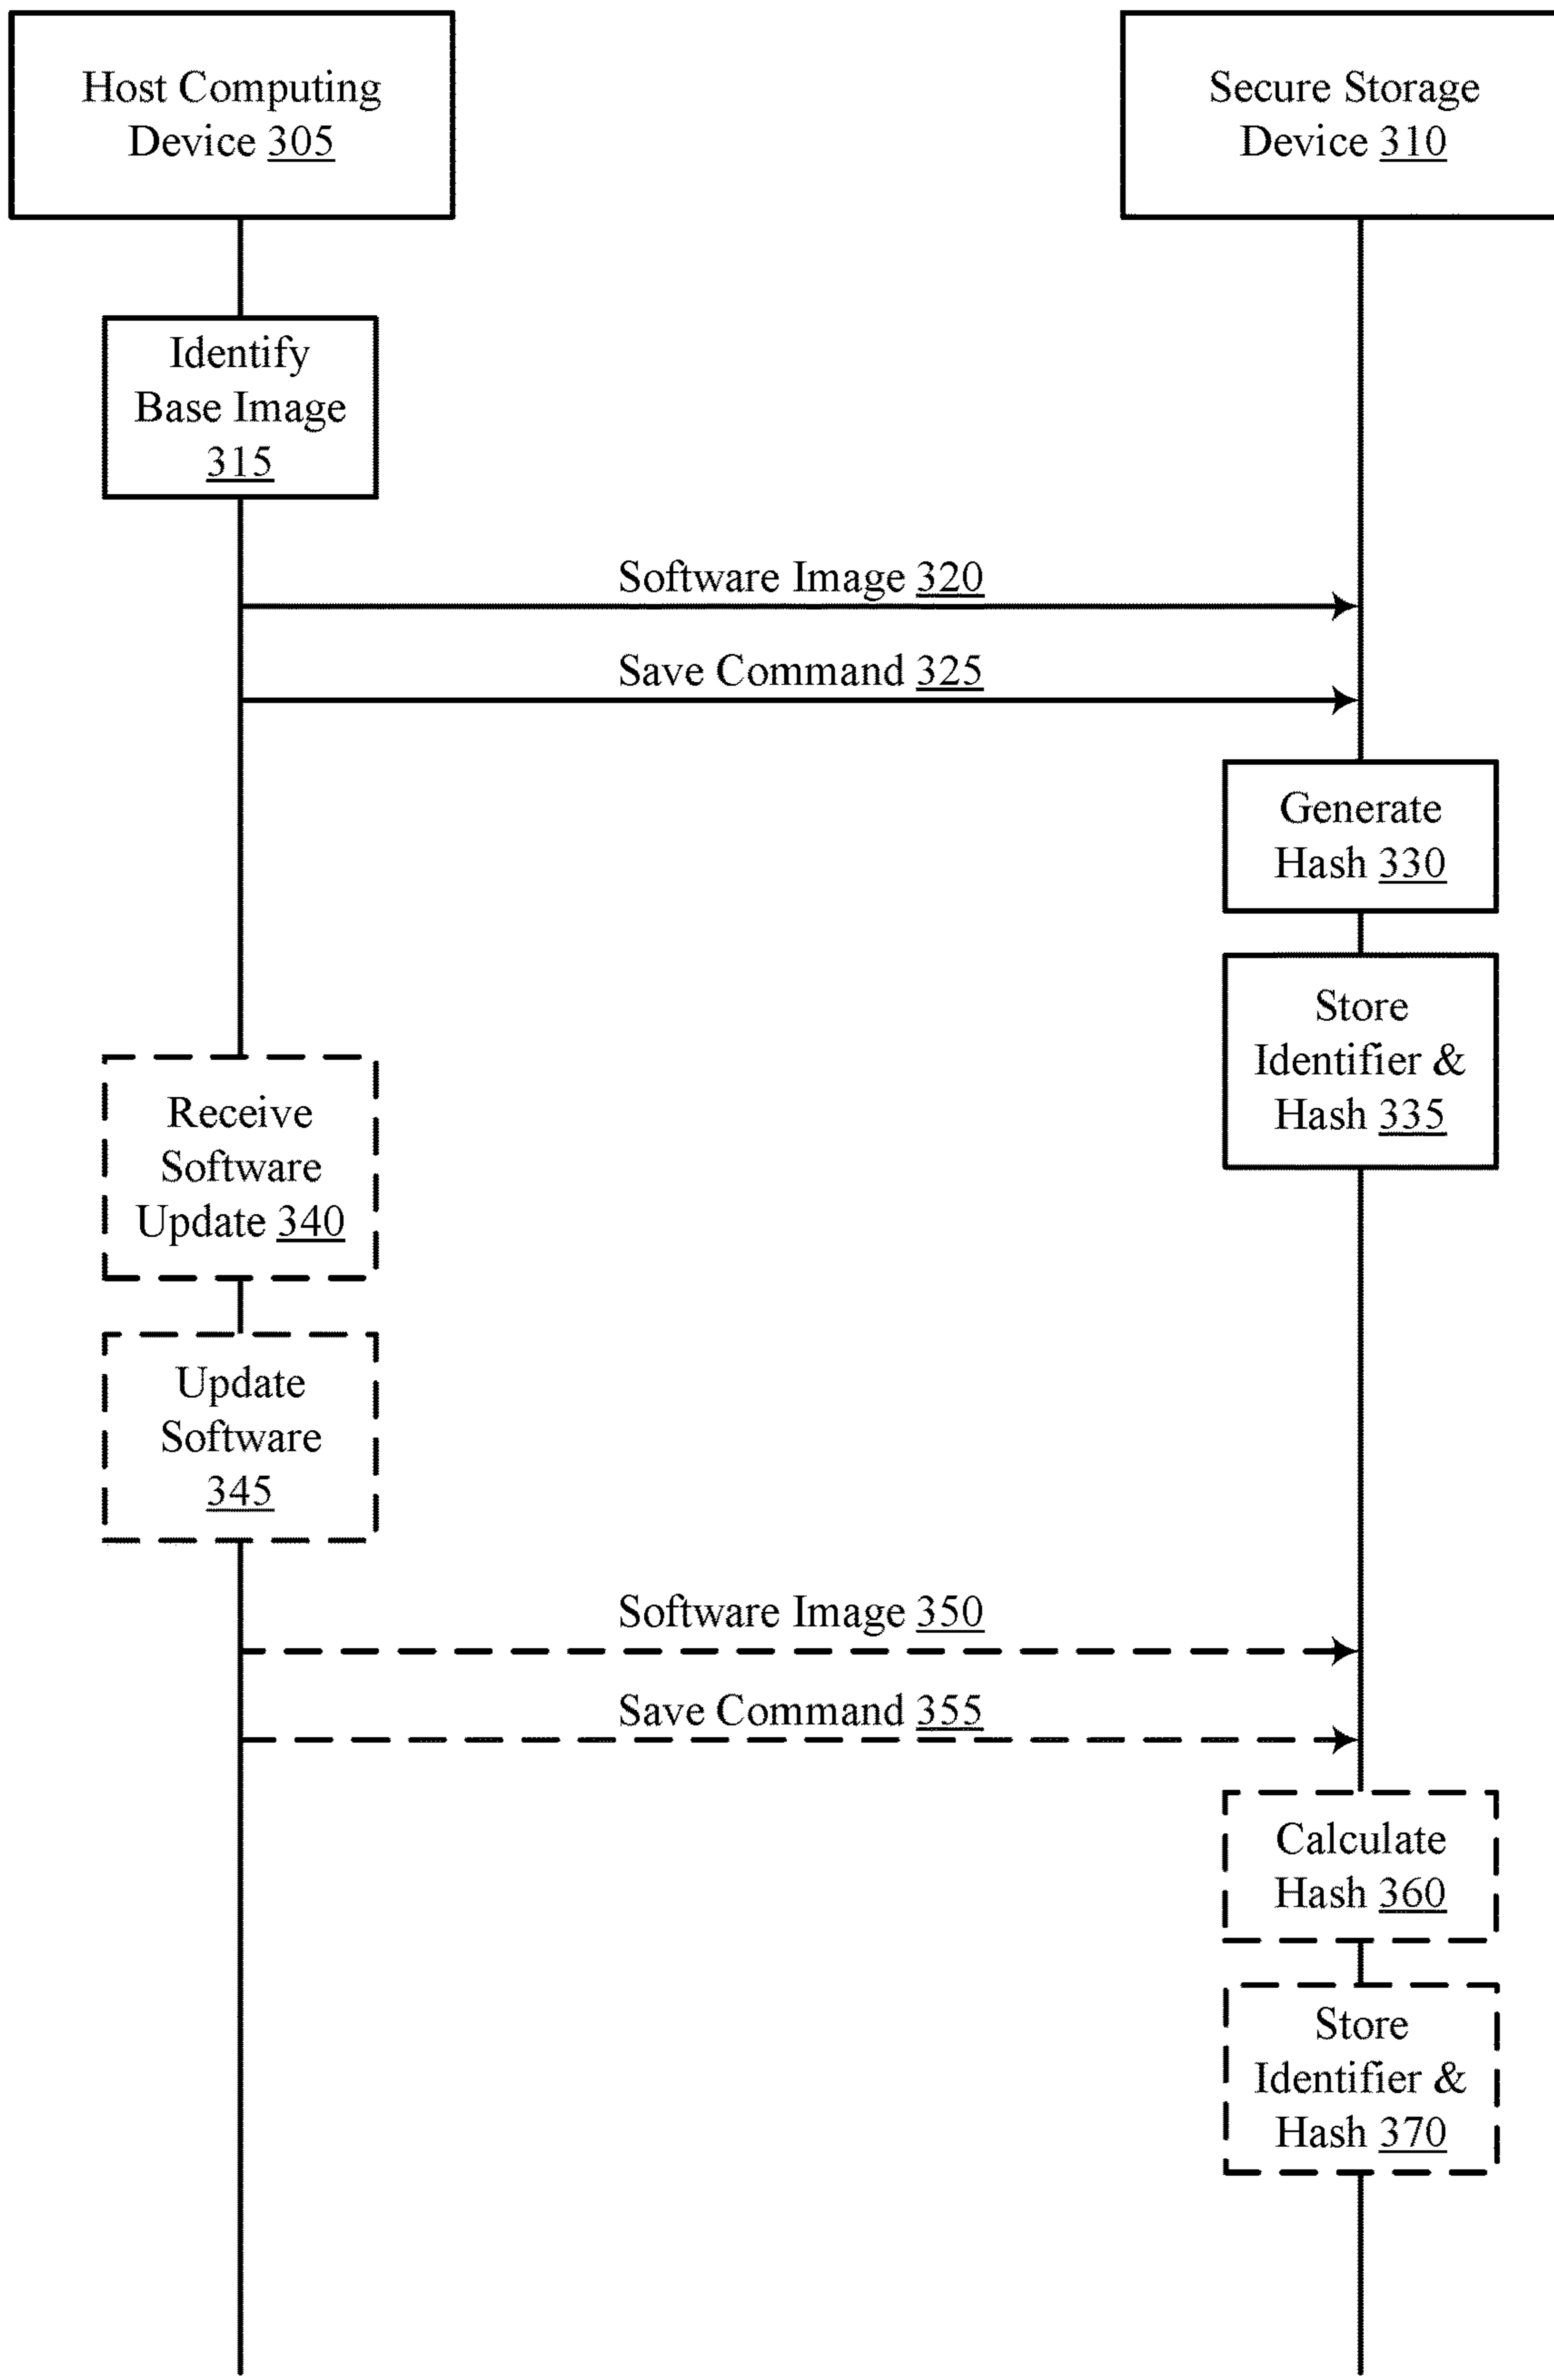 Host Computing
Device 305
Secure Storage
Device 310
Identify
Base Image
315
Software Image 320
Save Command 325
Generate
Hash 330
Store
Identifier &
Hash 335
Receive
Software
Update 340
Update
Software
345
Software Image 350
Save Command 355
Calculate
Hash 360
Store
Identifier &
Hash 370